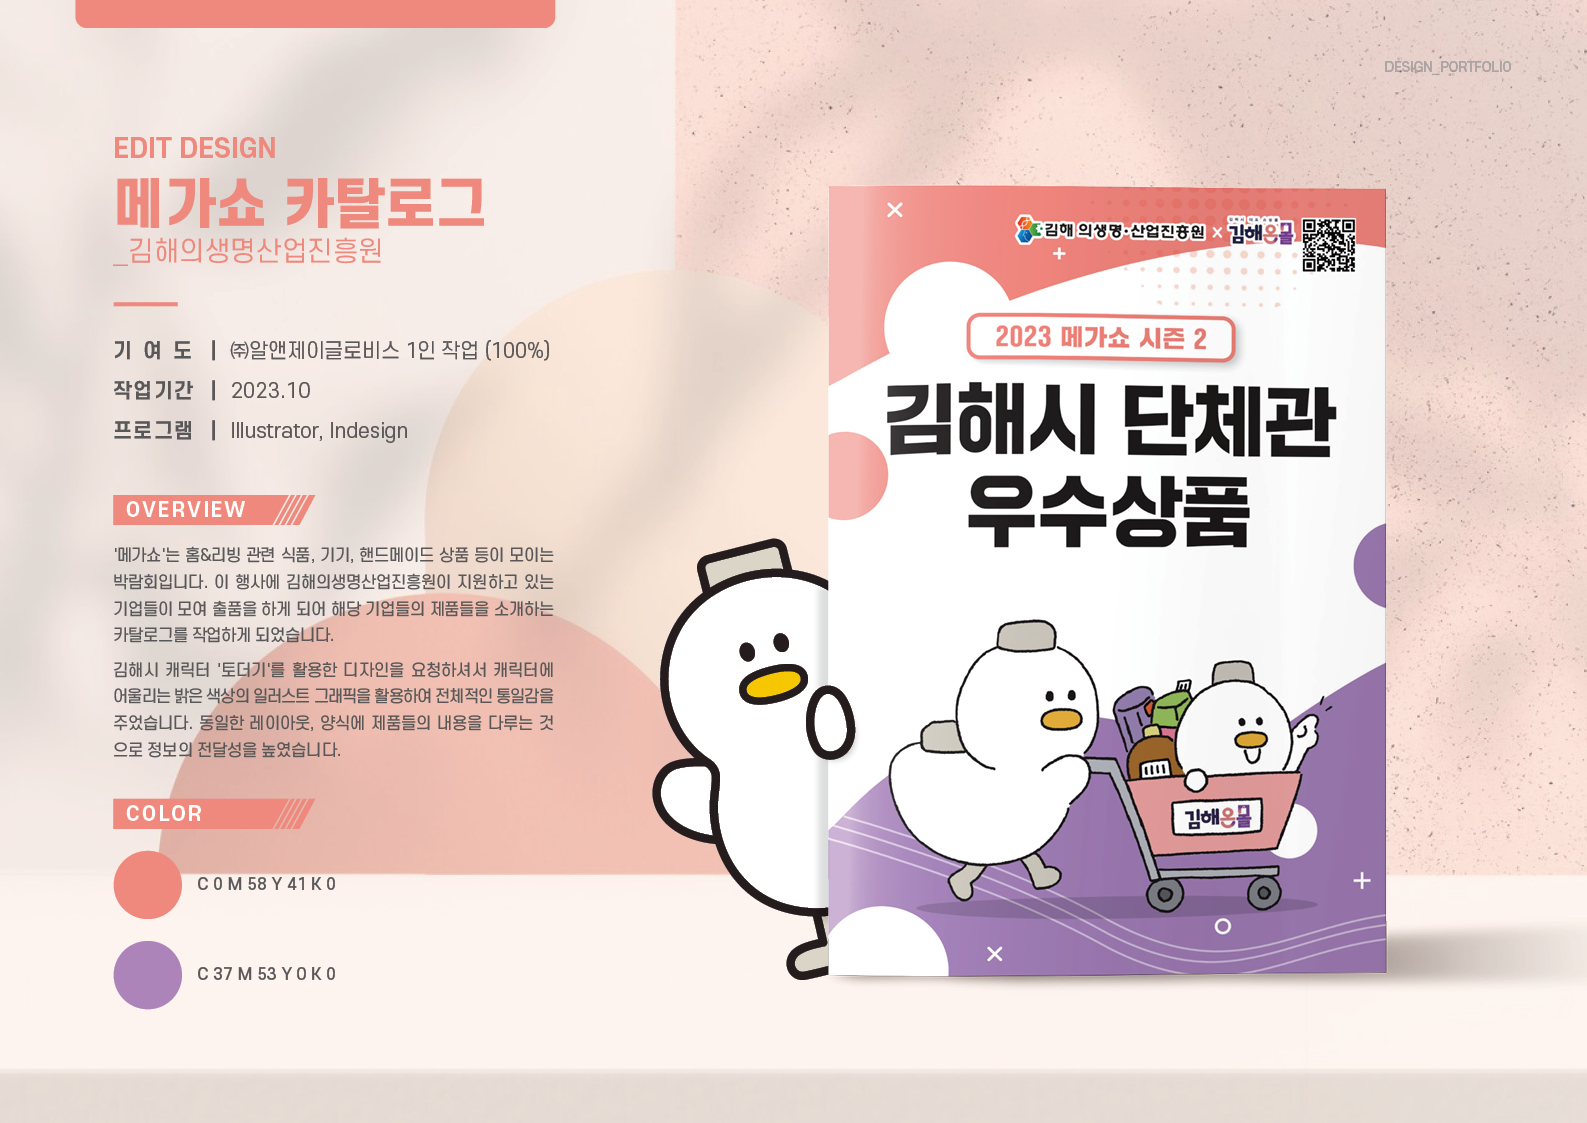 DESIGN_PORTFOLIO
EDIT DESIGN
메가쇼 카탈로그
_김해의생명산업진흥원
기 여 도 | ㈜알앤제이글로비스 1인 작업 (100%)
작업기간 | 2023.10
프로그램 | Illustrator, Indesign
OVERVIEW
'메가쇼'는 홈&리빙 관련 식품, 기기, 핸드메이드 상품 등이 모이는
박람회입니다. 이 행사에 김해의생명산업진흥원이 지원하고 있는
기업들이 모여 출품을 하게 되어 해당 기업들의 제품들을 소개하는
카탈로그를 작업하게 되었습니다.
김해시 캐릭터 '토더기'를 활용한 디자인을 요청하셔서 캐릭터에
어울리는 밝은 색상의 일러스트 그래픽을 활용하여 전체적인 통일감을
주었습니다. 동일한 레이아웃, 양식에 제품들의 내용을 다루는 것
으로 정보의 전달성을 높였습니다.
COLOR
C 0 M 58 Y 41 K 0
C 37 M 53 Y 0 K 0
김해의생명·산업진흥원 × 김해온몰
2023 메가쇼 시즌 2
김해시 단체관
우수상품
김해온몰